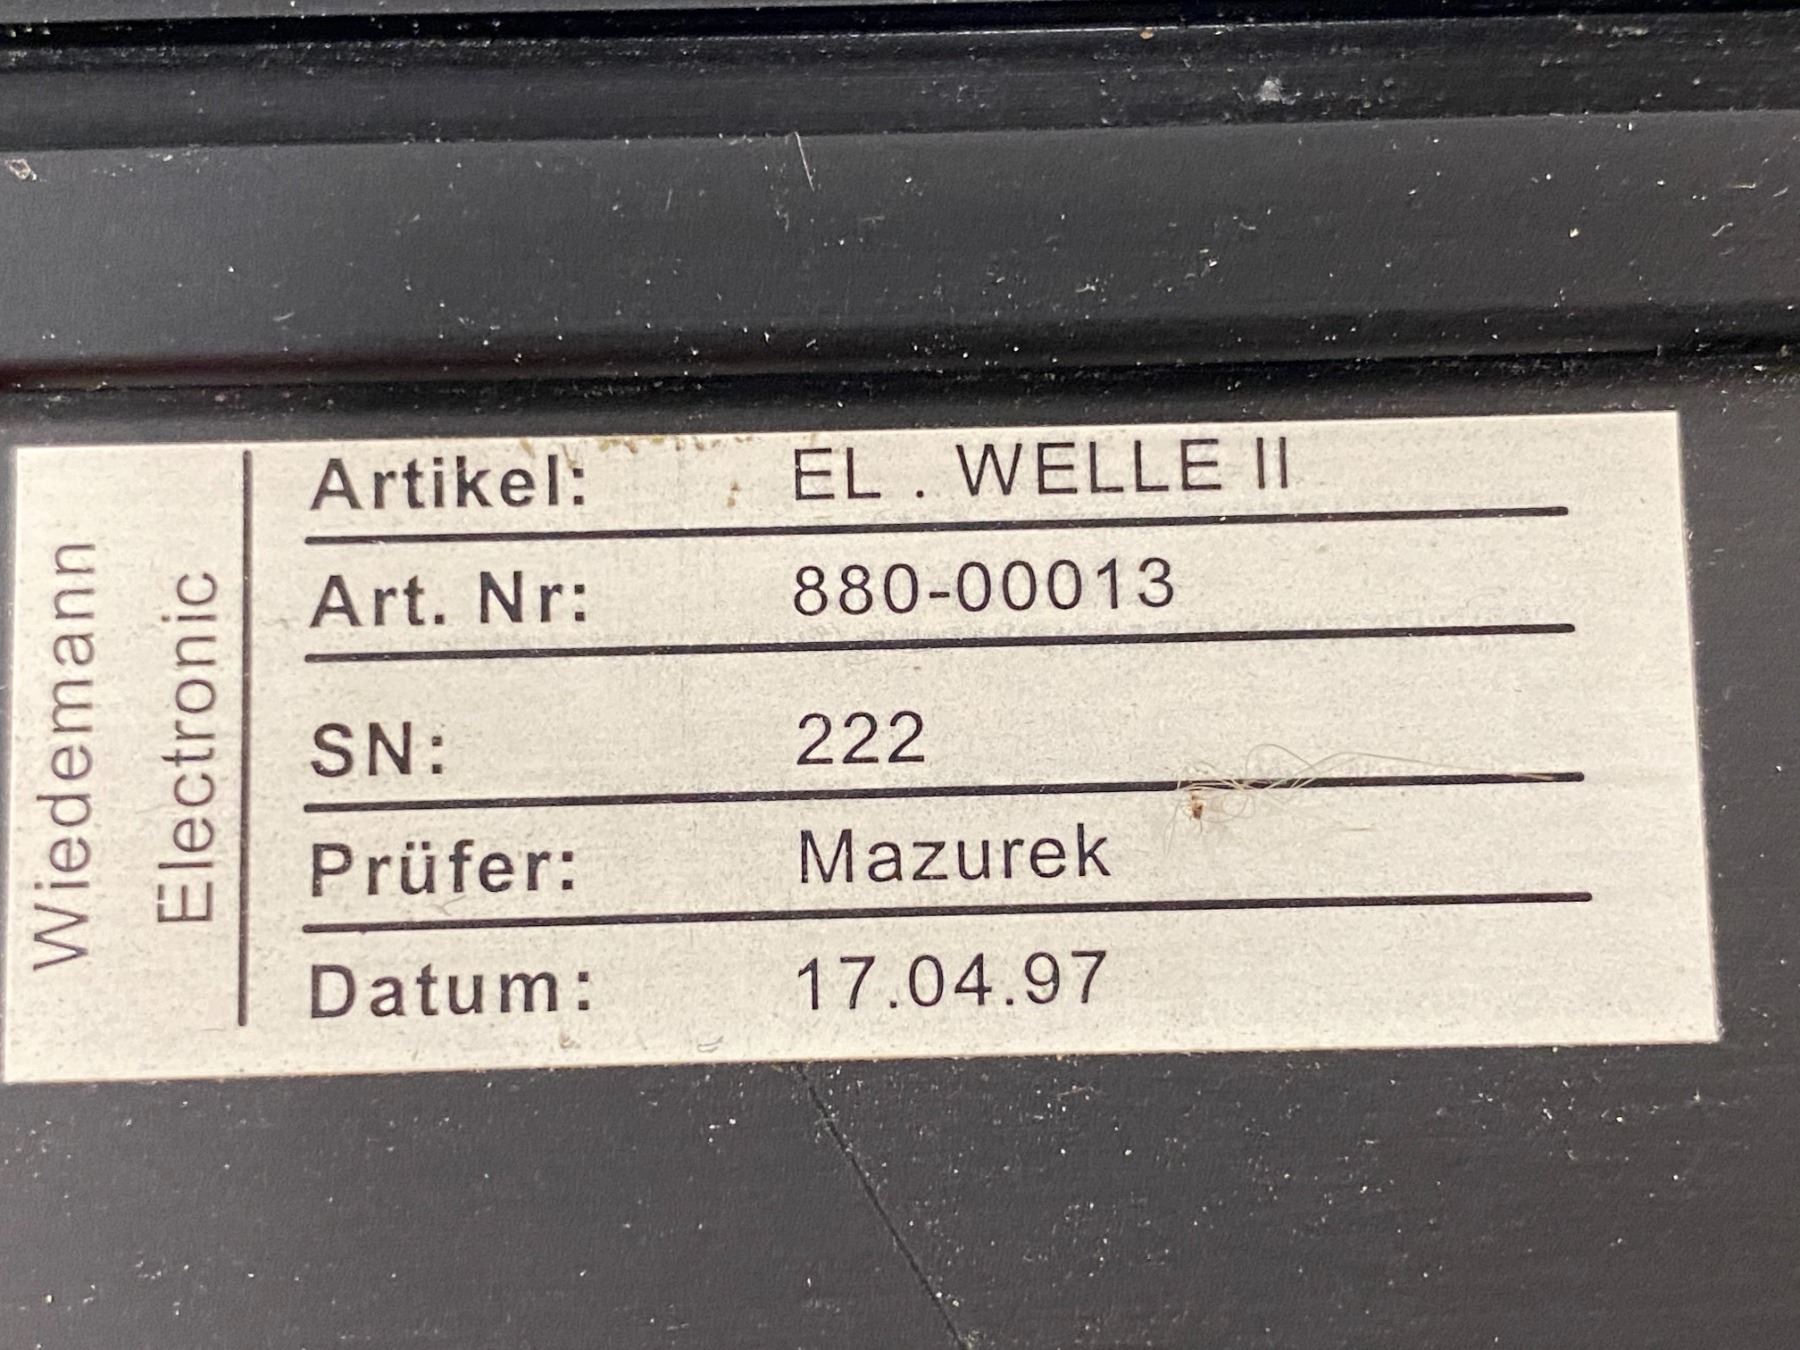 Wiedemann
Electronic
Artikel: EL . WELLE II
Art. Nr: 880-00013
SN: 222
Prüfer: Mazurek
Datum: 17.04.97